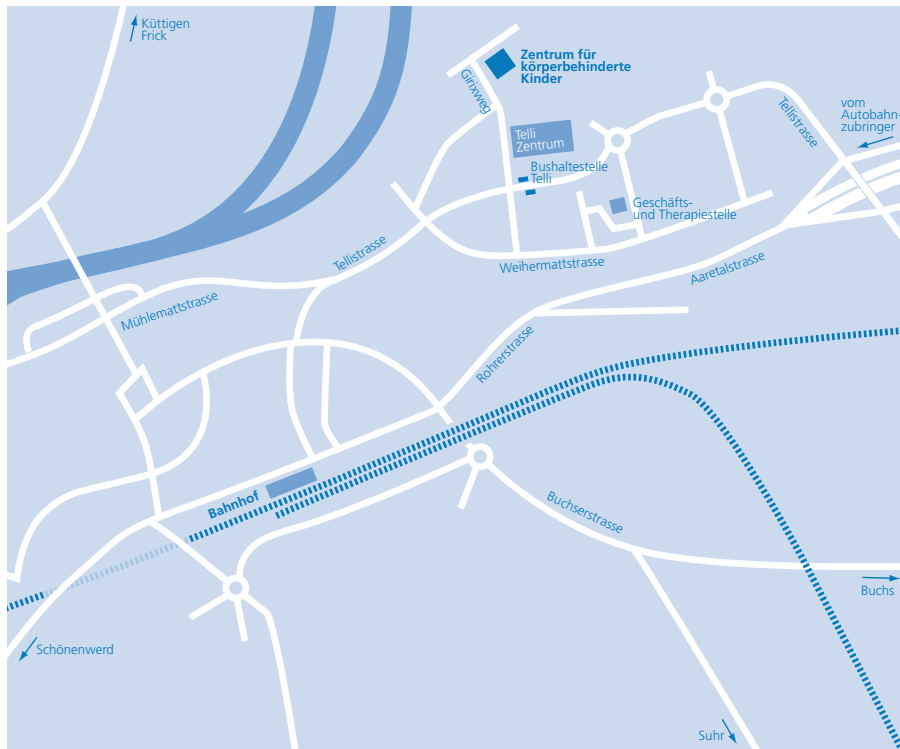 Küttigen
Frick
Zentrum für
körperbehinderte
Kinder
Girixweg
Telli
Zentrum
Tellistrasse
vom
Autobahn-
zubringer
Bushaltestelle
Telli
Geschäfts-
und Therapiestelle
Tellistrasse
Weihermattstrasse
Aaretalstrasse
Mühlemattstrasse
Rohrerstrasse
Bahnhof
Buchserstrasse
Buchs
Schönenwerd
Suhr